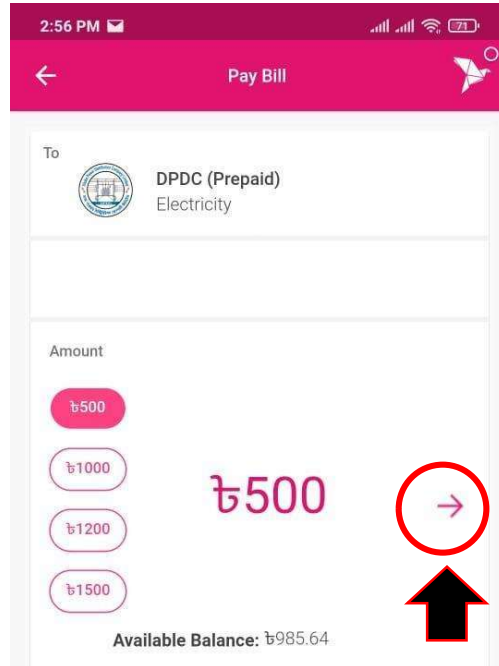 2:56 PM
71
Pay Bill
To
DPDC (Prepaid)
Electricity
Amount
৳500
৳1000
৳500
৳1200
৳1500
Available Balance: ৳985.64